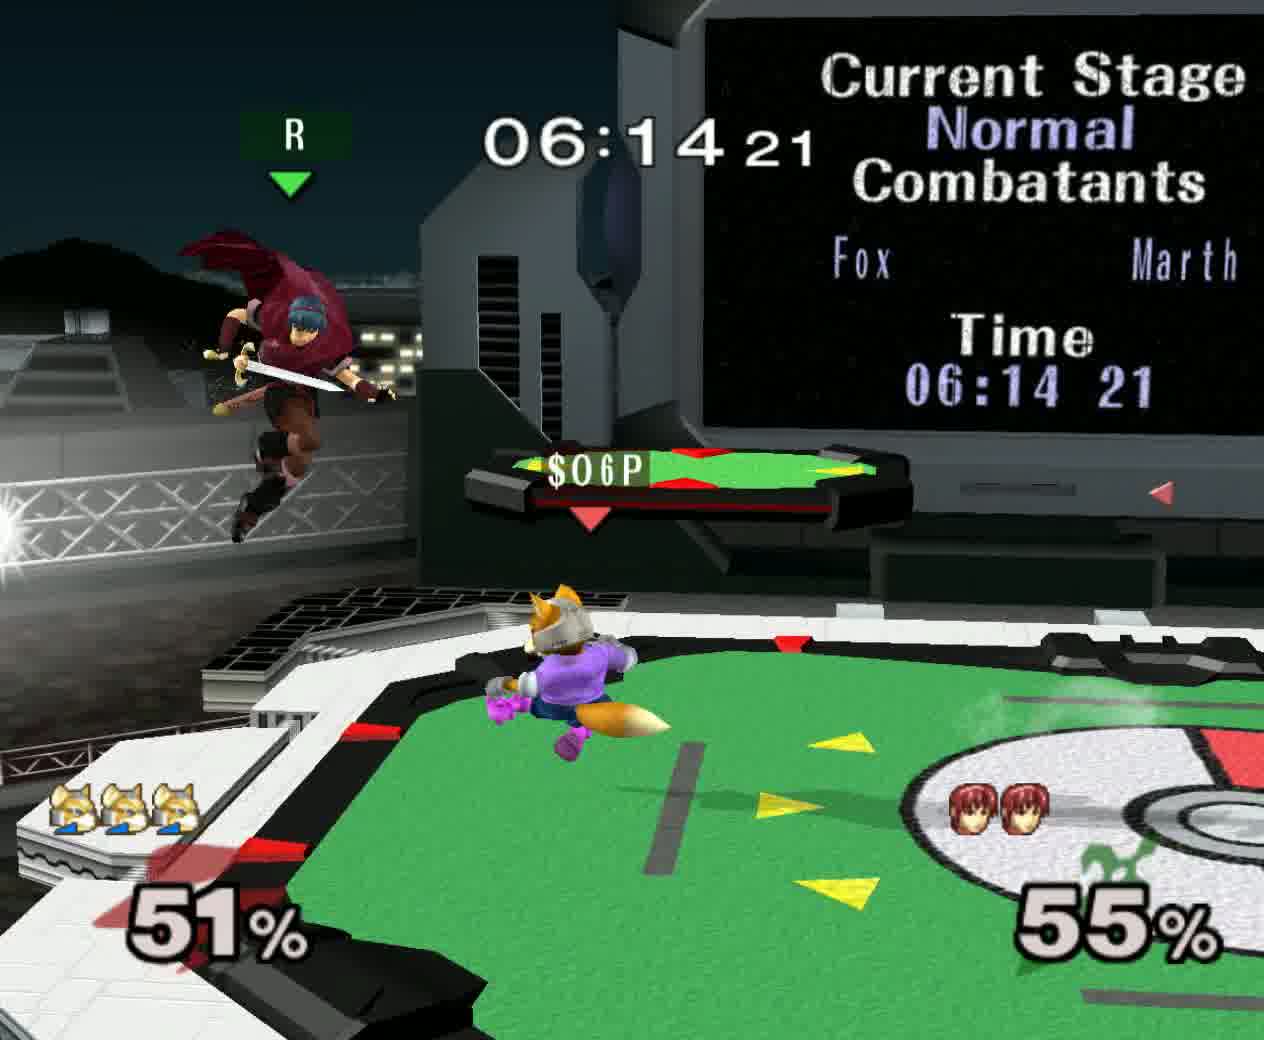 Current Stage
Normal
Combatants
Fox Marth
Time
06:14 21
R
06:14 21
$06P
51%
55%